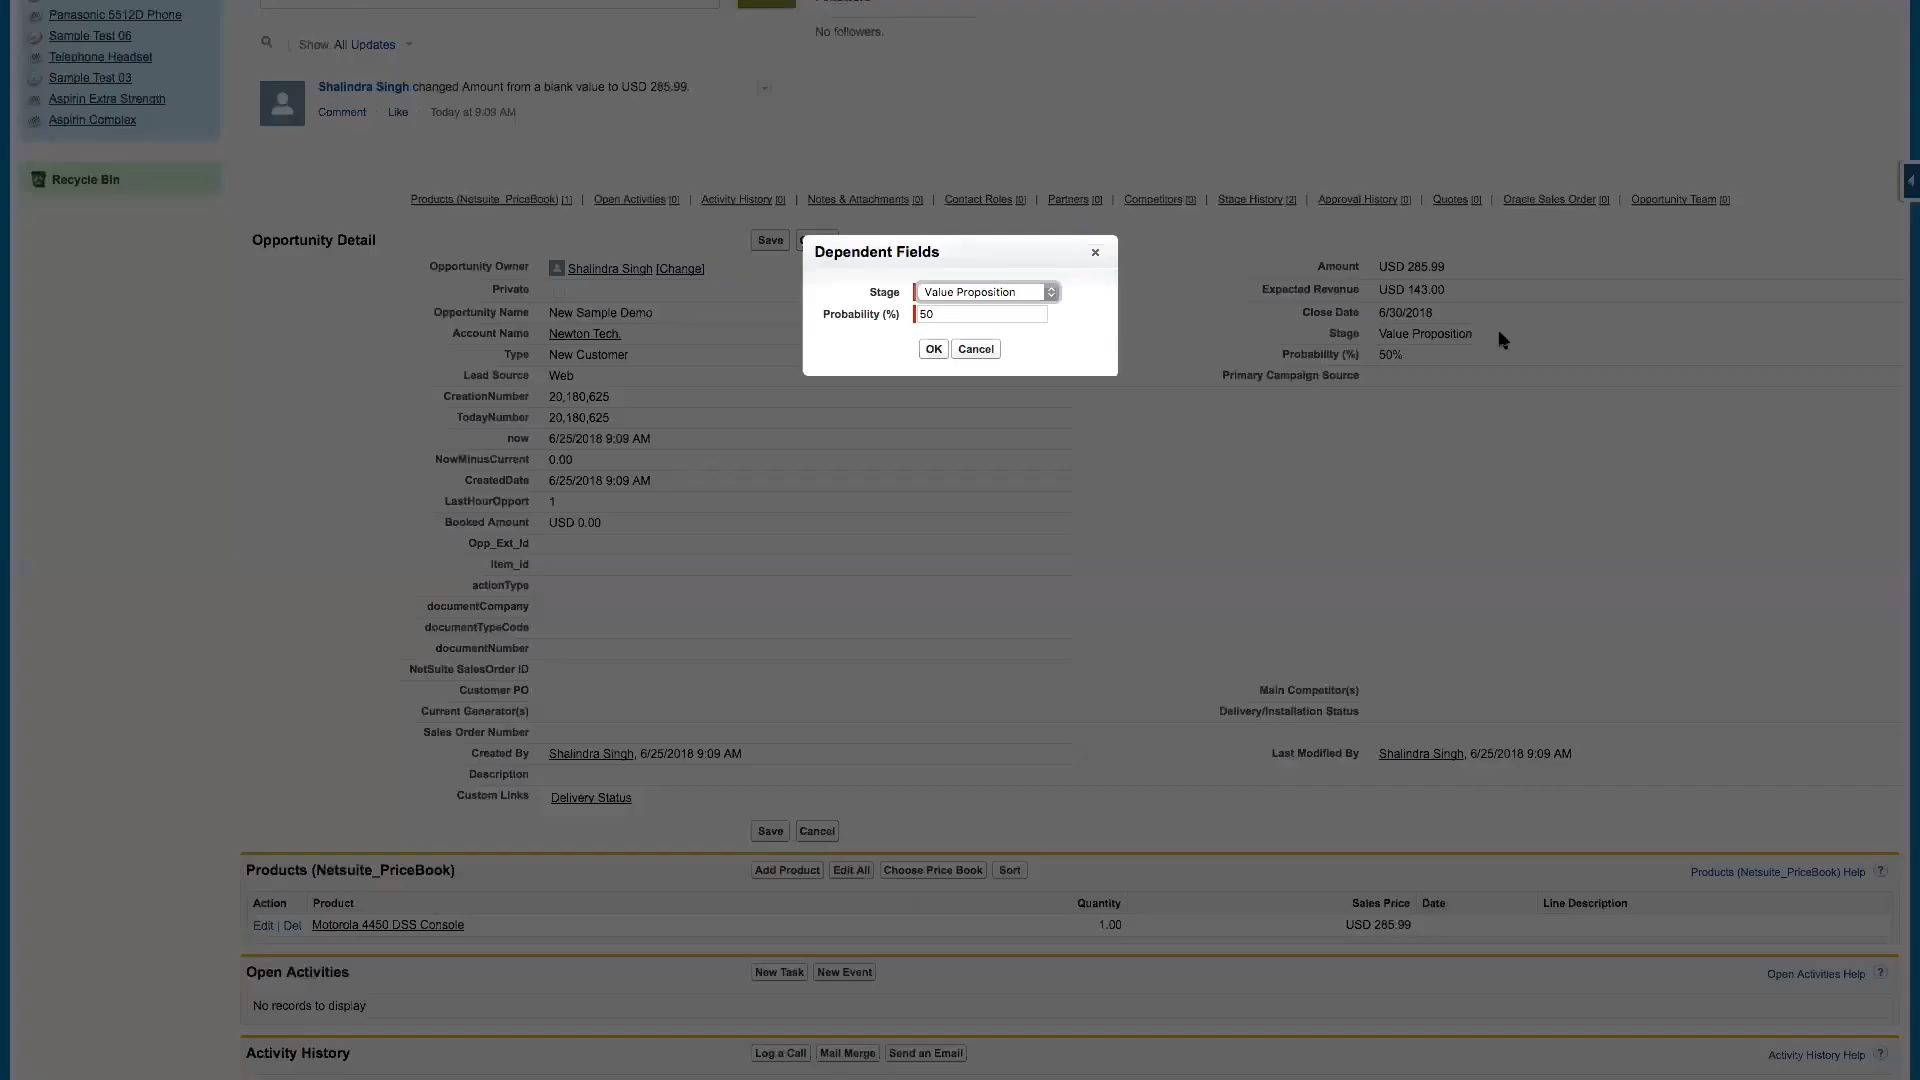 Panasonic 5512D Phone
Sample Test 06
Telephone Headset
Sample Test 03
Aspirin Extra Strength
Aspirin Complex
Recycle Bin
No followers.
Show All Updates
Shalindra Singh changed Amount from a blank value to USD 285.99.
Comment · Like · Today at 9:09 AM
Products (Netsuite_PriceBook) [1] | Open Activities [0] | Activity History [0] | Notes & Attachments [0] | Contact Roles [0] | Partners [0] | Competitors [0] | Stage History [2] | Approval History [0] | Quotes [0] | Oracle Sales Order [0] | Opportunity Team [0]
Opportunity Detail
Save
Dependent Fields
Stage Value Proposition
Probability (%) 50
OK Cancel
Opportunity Owner Shalindra Singh [Change]
Amount USD 285.99
Private
Expected Revenue USD 143.00
Opportunity Name New Sample Demo
Close Date 6/30/2018
Account Name Newton Tech.
Stage Value Proposition
Type New Customer
Probability (%) 50%
Lead Source Web
Primary Campaign Source
CreationNumber 20,180,625
TodayNumber 20,180,625
now 6/25/2018 9:09 AM
NowMinusCurrent 0.00
CreatedDate 6/25/2018 9:09 AM
LastHourOpport 1
Booked Amount USD 0.00
Opp_Ext_Id
Item_id
actionType
documentCompany
documentTypeCode
documentNumber
NetSuite SalesOrder ID
Customer PO
Main Competitor(s)
Current Generator(s)
Delivery/Installation Status
Sales Order Number
Created By Shalindra Singh, 6/25/2018 9:09 AM
Last Modified By Shalindra Singh, 6/25/2018 9:09 AM
Description
Custom Links Delivery Status
Save Cancel
Products (Netsuite_PriceBook) Add Product Edit All Choose Price Book Sort Products (Netsuite_PriceBook) Help ?
Action Product Quantity Sales Price Date Line Description
Edit | Del Motorola 4450 DSS Console 1.00 USD 285.99
Open Activities New Task New Event Open Activities Help ?
No records to display
Activity History Log a Call Mail Merge Send an Email Activity History Help ?